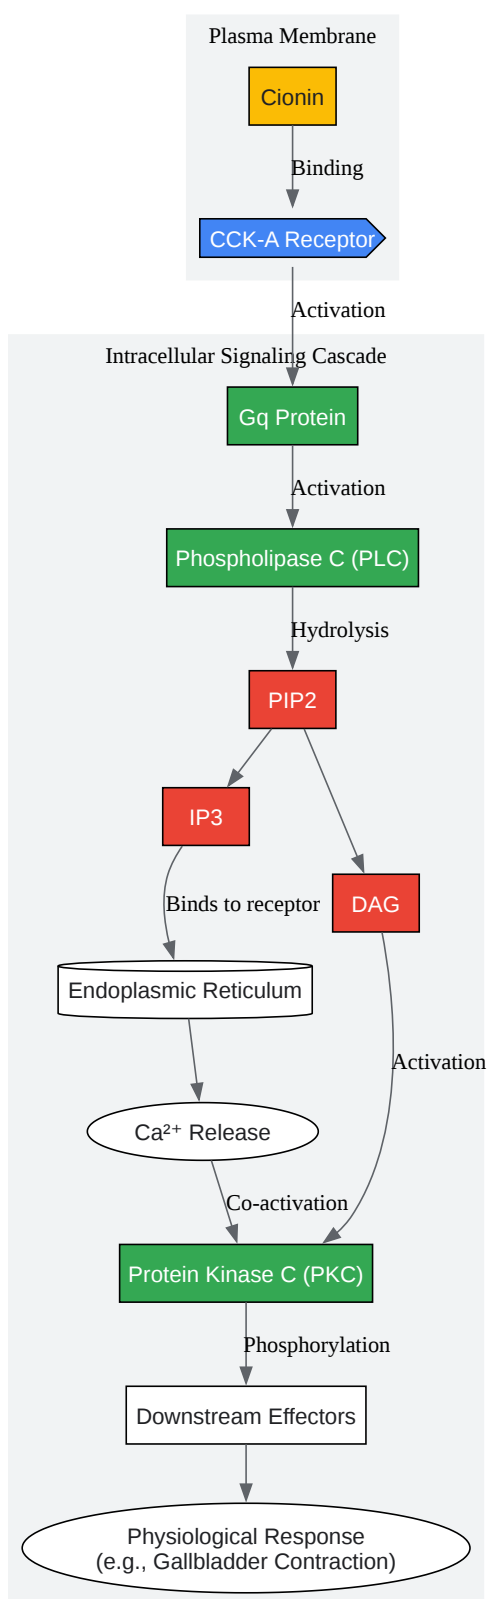 Plasma Membrane
Cionin
Binding
CCK-A Receptor
Activation
Intracellular Signaling Cascade
Gq Protein
Activation
Phospholipase C (PLC)
Hydrolysis
PIP2
IP3
DAG
Binds to receptor
Endoplasmic Reticulum
Activation
Ca²⁺ Release
Co-activation
Protein Kinase C (PKC)
Phosphorylation
Downstream Effectors
Physiological Response
(e.g., Gallbladder Contraction)